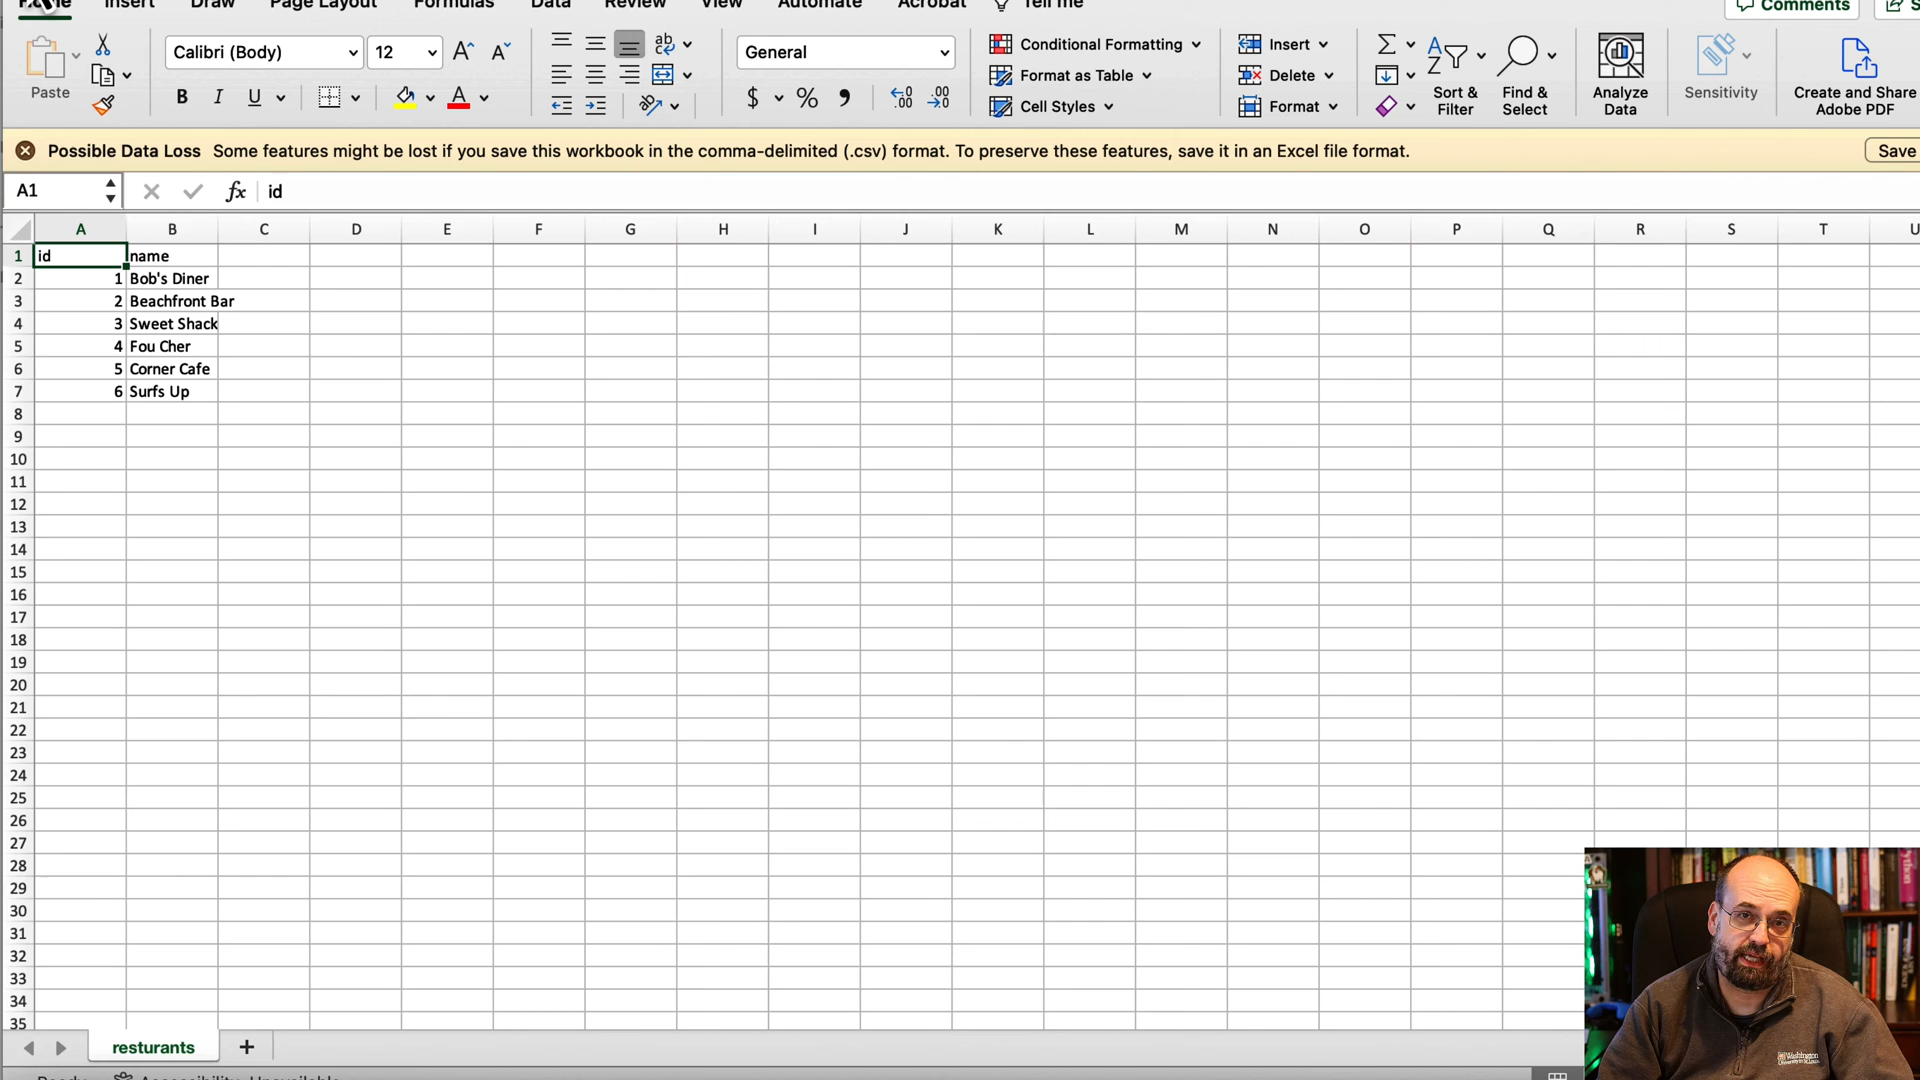 Home Insert Draw Page Layout Formulas Data Review View Automate Acrobat Tell me Comments S
Paste
Calibri (Body) 12
General
Conditional Formatting
Format as Table
Cell Styles
Insert
Delete
Format
Sort &
Filter
Find &
Select
Analyze
Data
Sensitivity
Create and Share
Adobe PDF
Possible Data Loss Some features might be lost if you save this workbook in the comma-delimited (.csv) format. To preserve these features, save it in an Excel file format. Save
A1 fx id
A B C D E F G H I J K L M N O P Q R S T U
1 id name
2 1 Bob's Diner
3 2 Beachfront Bar
4 3 Sweet Shack
5 4 Fou Cher
6 5 Corner Cafe
7 6 Surfs Up
8
9
10
11
12
13
14
15
16
17
18
19
20
21
22
23
24
25
26
27
28
29
30
31
32
33
34
35
resturants +
Ready Accessibility: Unavailable
Washington